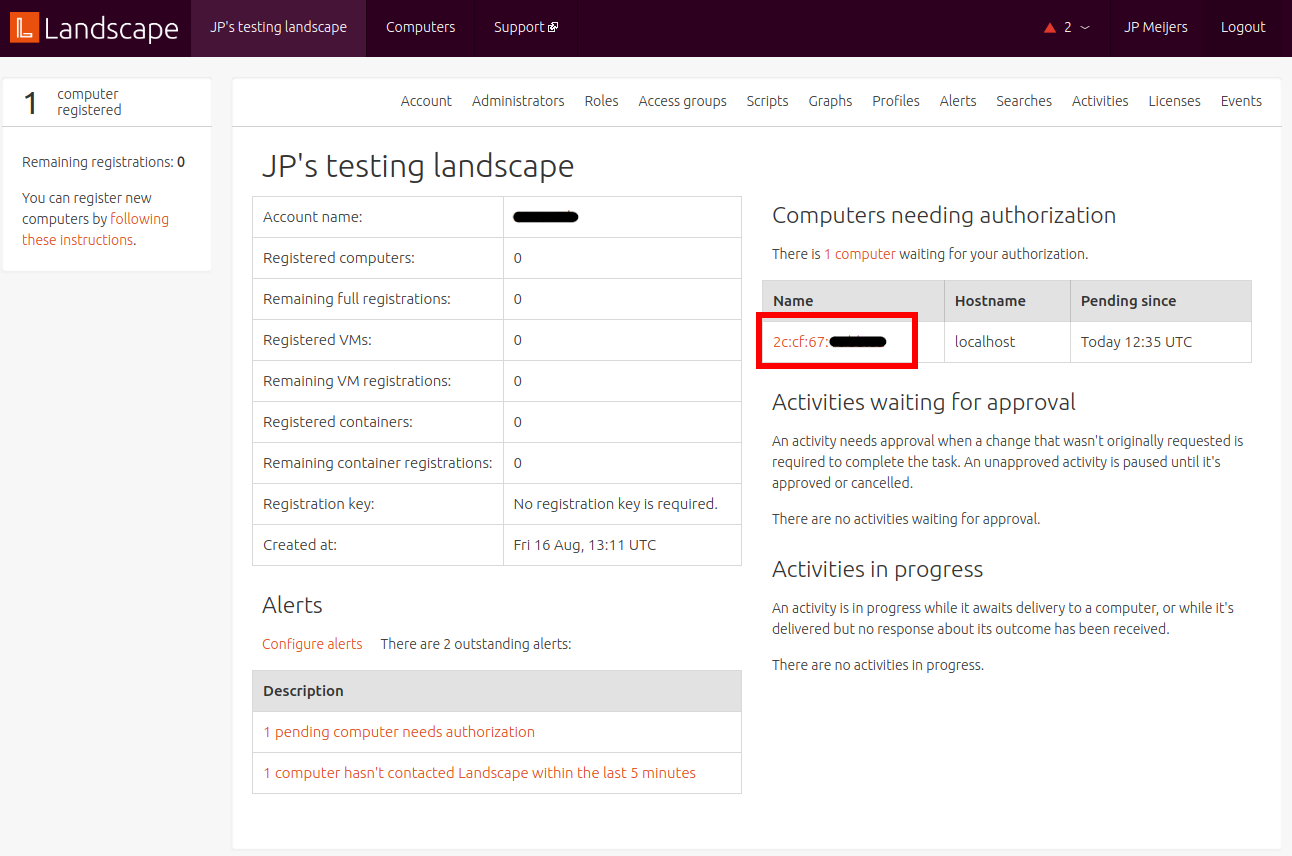 Landscape JP's testing landscape Computers Support 2 JP Meijers Logout
1 computer
registered
Remaining registrations: 0
You can register new
computers by following
these instructions.
Account Administrators Roles Access groups Scripts Graphs Profiles Alerts Searches Activities Licenses Events
JP's testing landscape
Account name:
Registered computers: 0
Remaining full registrations: 0
Registered VMs: 0
Remaining VM registrations: 0
Registered containers: 0
Remaining container registrations: 0
Registration key: No registration key is required.
Created at: Fri 16 Aug, 13:11 UTC
Alerts
Configure alerts There are 2 outstanding alerts:
Description
1 pending computer needs authorization
1 computer hasn't contacted Landscape within the last 5 minutes
Computers needing authorization
There is 1 computer waiting for your authorization.
Name Hostname Pending since
2c:cf:67: localhost Today 12:35 UTC
Activities waiting for approval
An activity needs approval when a change that wasn't originally requested is
required to complete the task. An unapproved activity is paused until it's
approved or cancelled.
There are no activities waiting for approval.
Activities in progress
An activity is in progress while it awaits delivery to a computer, or while it's
delivered but no response about its outcome has been received.
There are no activities in progress.